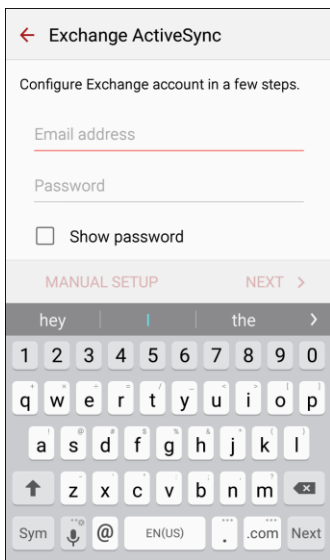 Exchange ActiveSync
Configure Exchange account in a few steps.
Email address
Password
Show password
MANUAL SETUP NEXT
hey I the
1 2 3 4 5 6 7 8 9 0
q w e r t y u i o p
a s d f g h j k l
z x c v b n m
Sym @ EN(US) . .com Next